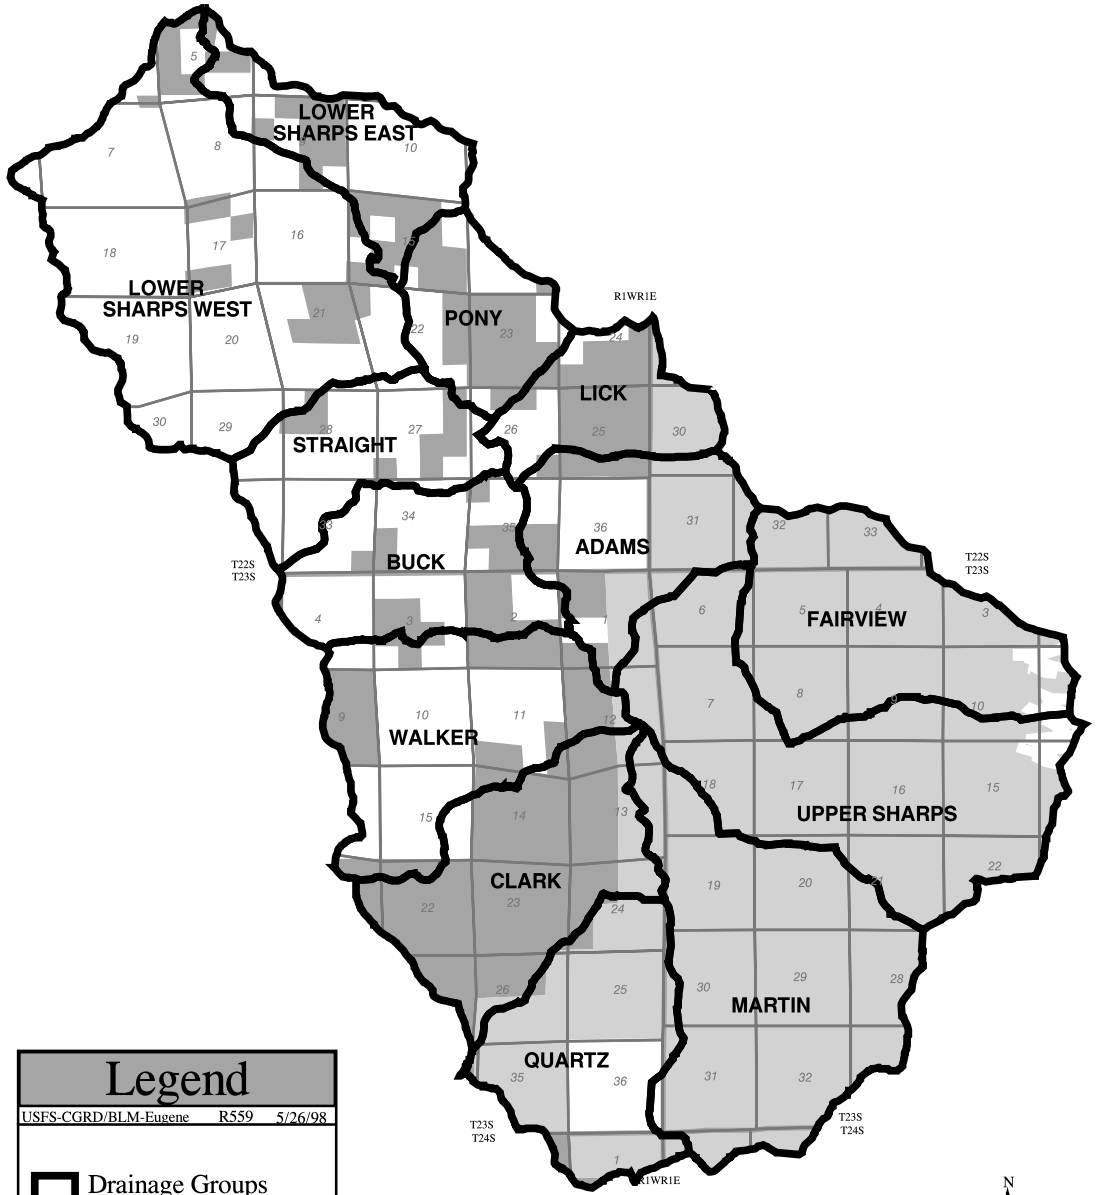 5
LOWER
SHARPS EAST
9
7
8
10
15
16
17
18
LOWER
SHARPS WEST
R1WR1E
21
PONY
22
23
24
19
20
LICK
30
29
28
27
26
25
30
STRAIGHT
33
34
35
36
31
32
33
ADAMS
BUCK
T22S
T23S
T22S
T23S
4
3
2
1
6
5
4
3
FAIRVIEW
9
10
11
12
7
8
9
10
WALKER
18
17
16
15
UPPER SHARPS
15
14
13
CLARK
22
23
24
19
20
21
22
26
25
30
29
28
MARTIN
QUARTZ
35
36
31
32
Legend
USFS-CGRD/BLM-Eugene R559 5/26/98
T23S
T24S
T23S
T24S
1
R1WR1E
Drainage Groups
N